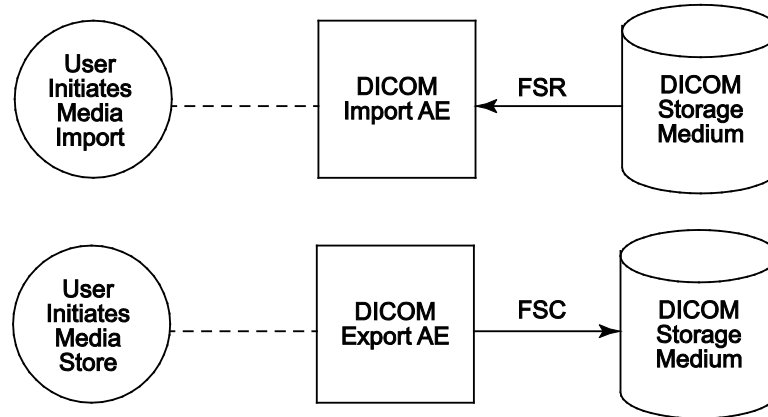 User
Initiates
Media
Import
DICOM
Import AE
FSR
DICOM
Storage
Medium
User
Initiates
Media
Store
DICOM
Export AE
FSC
DICOM
Storage
Medium